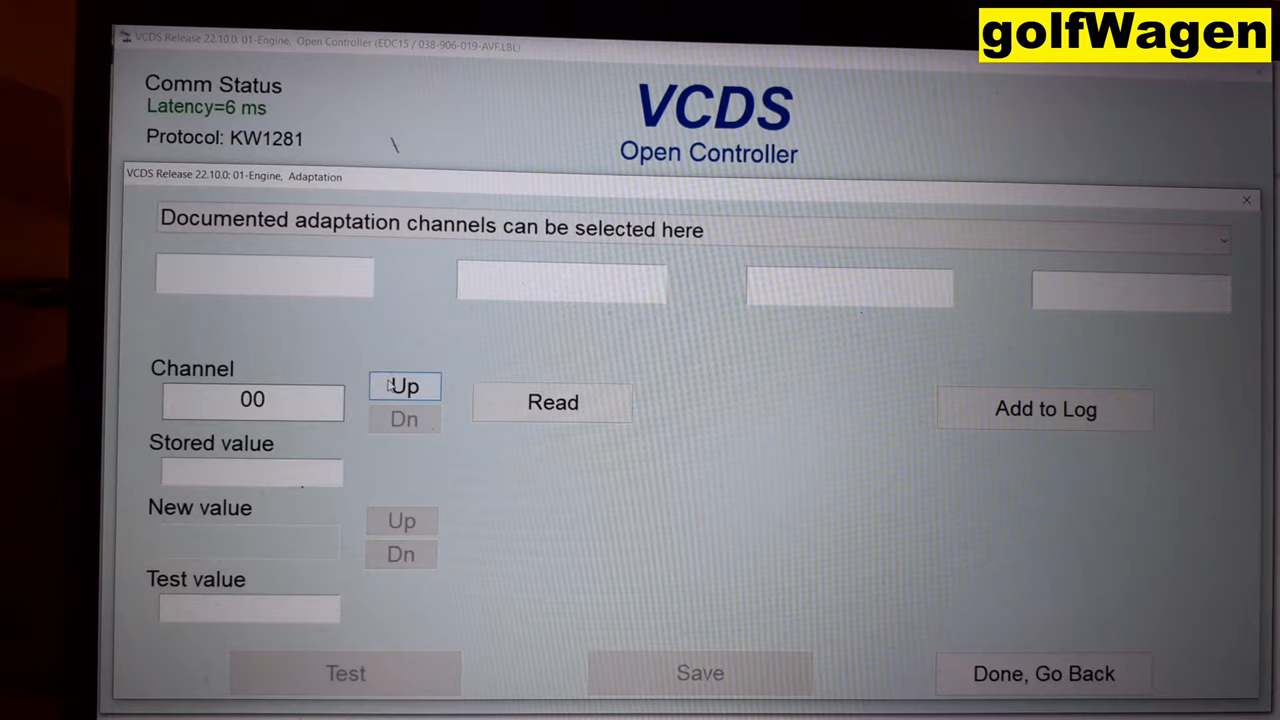 golfWagen
VCDS Release 22.10.0: 01-Engine, Open Controller (EDC15 / 038-906-019-AVF.LBL)
Comm Status
Latency=6 ms
Protocol: KW1281
\
VCDS
Open Controller
VCDS Release 22.10.0: 01-Engine, Adaptation
Documented adaptation channels can be selected here
Channel
00
Up
Dn
Read
Add to Log
Stored value
New value
Up
Dn
Test value
Test
Save
Done, Go Back